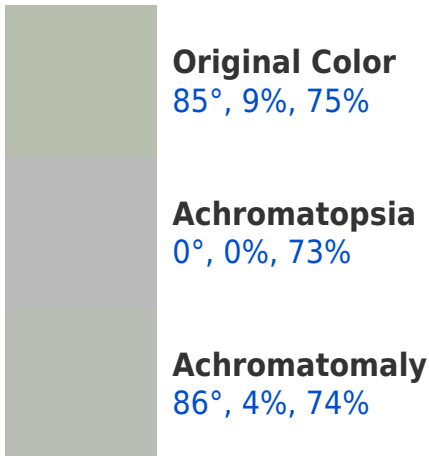 Original Color
85°, 9%, 75%
Achromatopsia
0°, 0%, 73%
Achromatomaly
86°, 4%, 74%